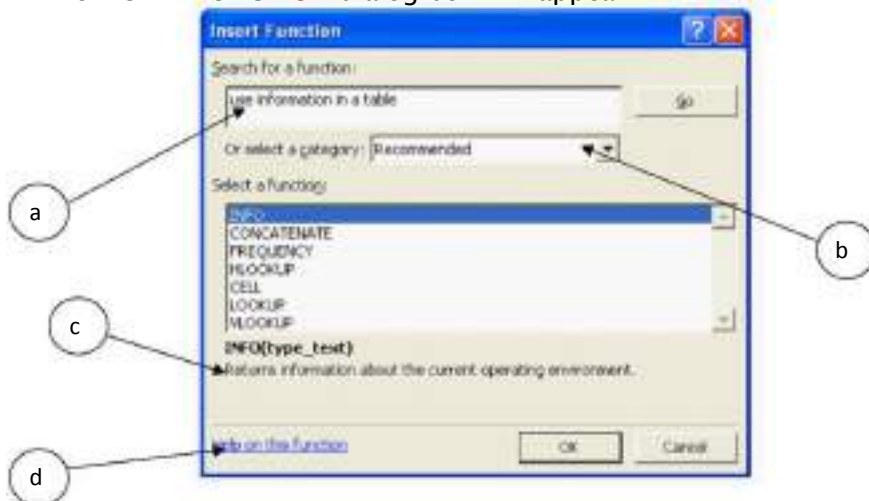 Insert Function
Search for a function:
use information in a table
Go
Or select a category: Recommended
a
Select a function:
INFO
CONCATENATE
FREQUENCY
HLOOKUP
CELL
LOOKUP
VLOOKUP
b
c
INFO(type_text)
Returns information about the current operating environment.
Help on this function
OK
Cancel
d